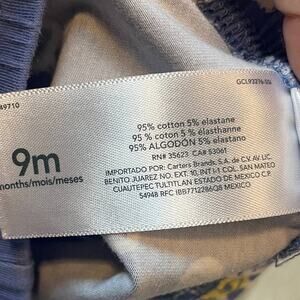 49710
95% cotton 5% elastane
95 % coton 5 % élasthanne
95% ALGODÓN 5% elastano
RN# 35623 CA# 53061
9m
months/mois/meses
IMPORTADO POR: Carters Brands, S.A. de C.V. AV. LIC.
BENITO JUAREZ NO. EXT. 10, INT I-1 COL. SAN MATEO
CUAUTEPEC TULTITLAN ESTADO DE MEXICO C.P.
54948 RFC
MEXICO